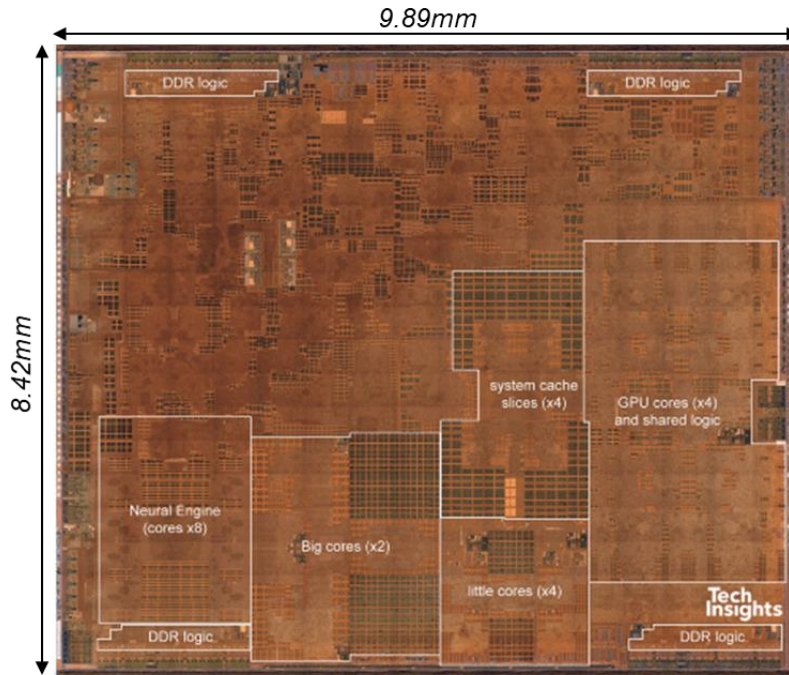 9.89mm
8.42mm
DDR logic
DDR logic
system cache
slices (x4)
GPU cores (x4)
and shared logic
Neural Engine
(cores x8)
Big cores (x2)
little cores (x4)
Tech
Insights
DDR logic
DDR logic